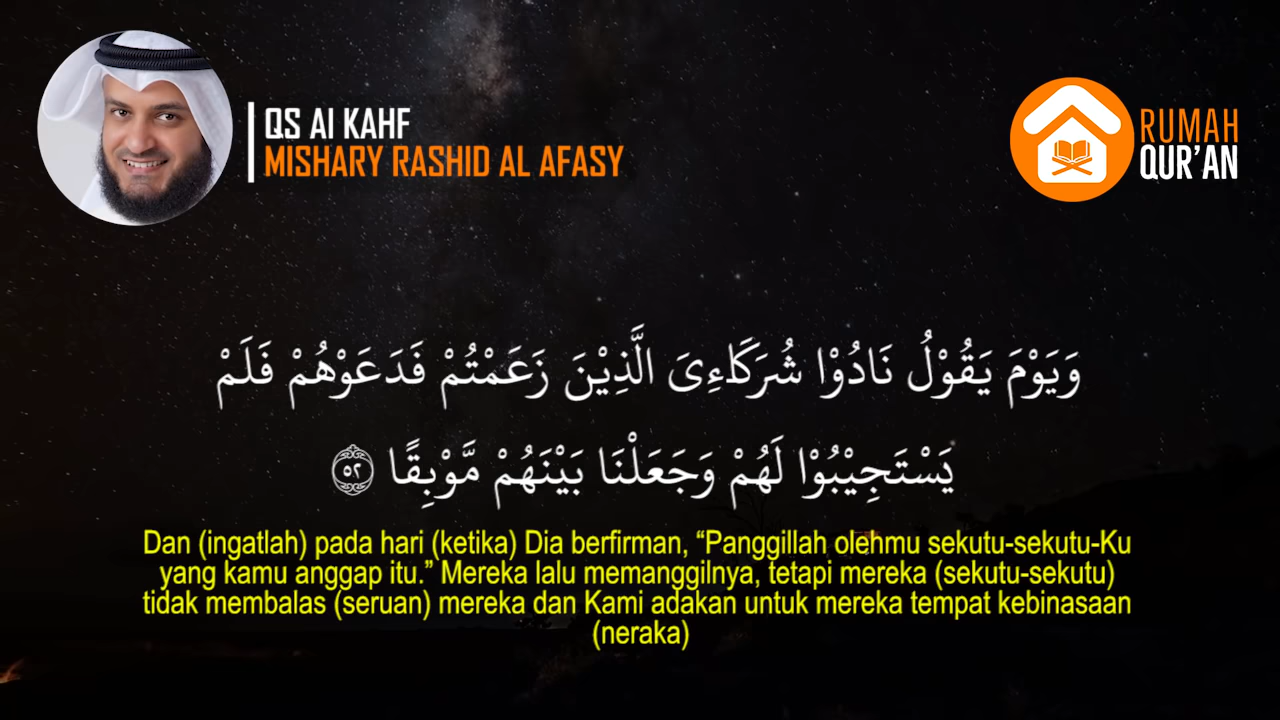 QS Al KAHF
MISHARY RASHID AL AFASY
RUMAH
QUR'AN
وَيَوْمَ يَقُوْلُ نَادُوْا شُرَكَاۤءِيَ الَّذِيْنَ زَعَمْتُمْ فَدَعَوْهُمْ فَلَمْ
يَسْتَجِيْبُوْا لَهُمْ وَجَعَلْنَا بَيْنَهُمْ مَّوْبِقًا ٥٢
Dan (ingatlah) pada hari (ketika) Dia berfirman, “Panggillah olehmu sekutu-sekutu-Ku
yang kamu anggap itu.” Mereka lalu memanggilnya, tetapi mereka (sekutu-sekutu)
tidak membalas (seruan) mereka dan Kami adakan untuk mereka tempat kebinasaan
(neraka)